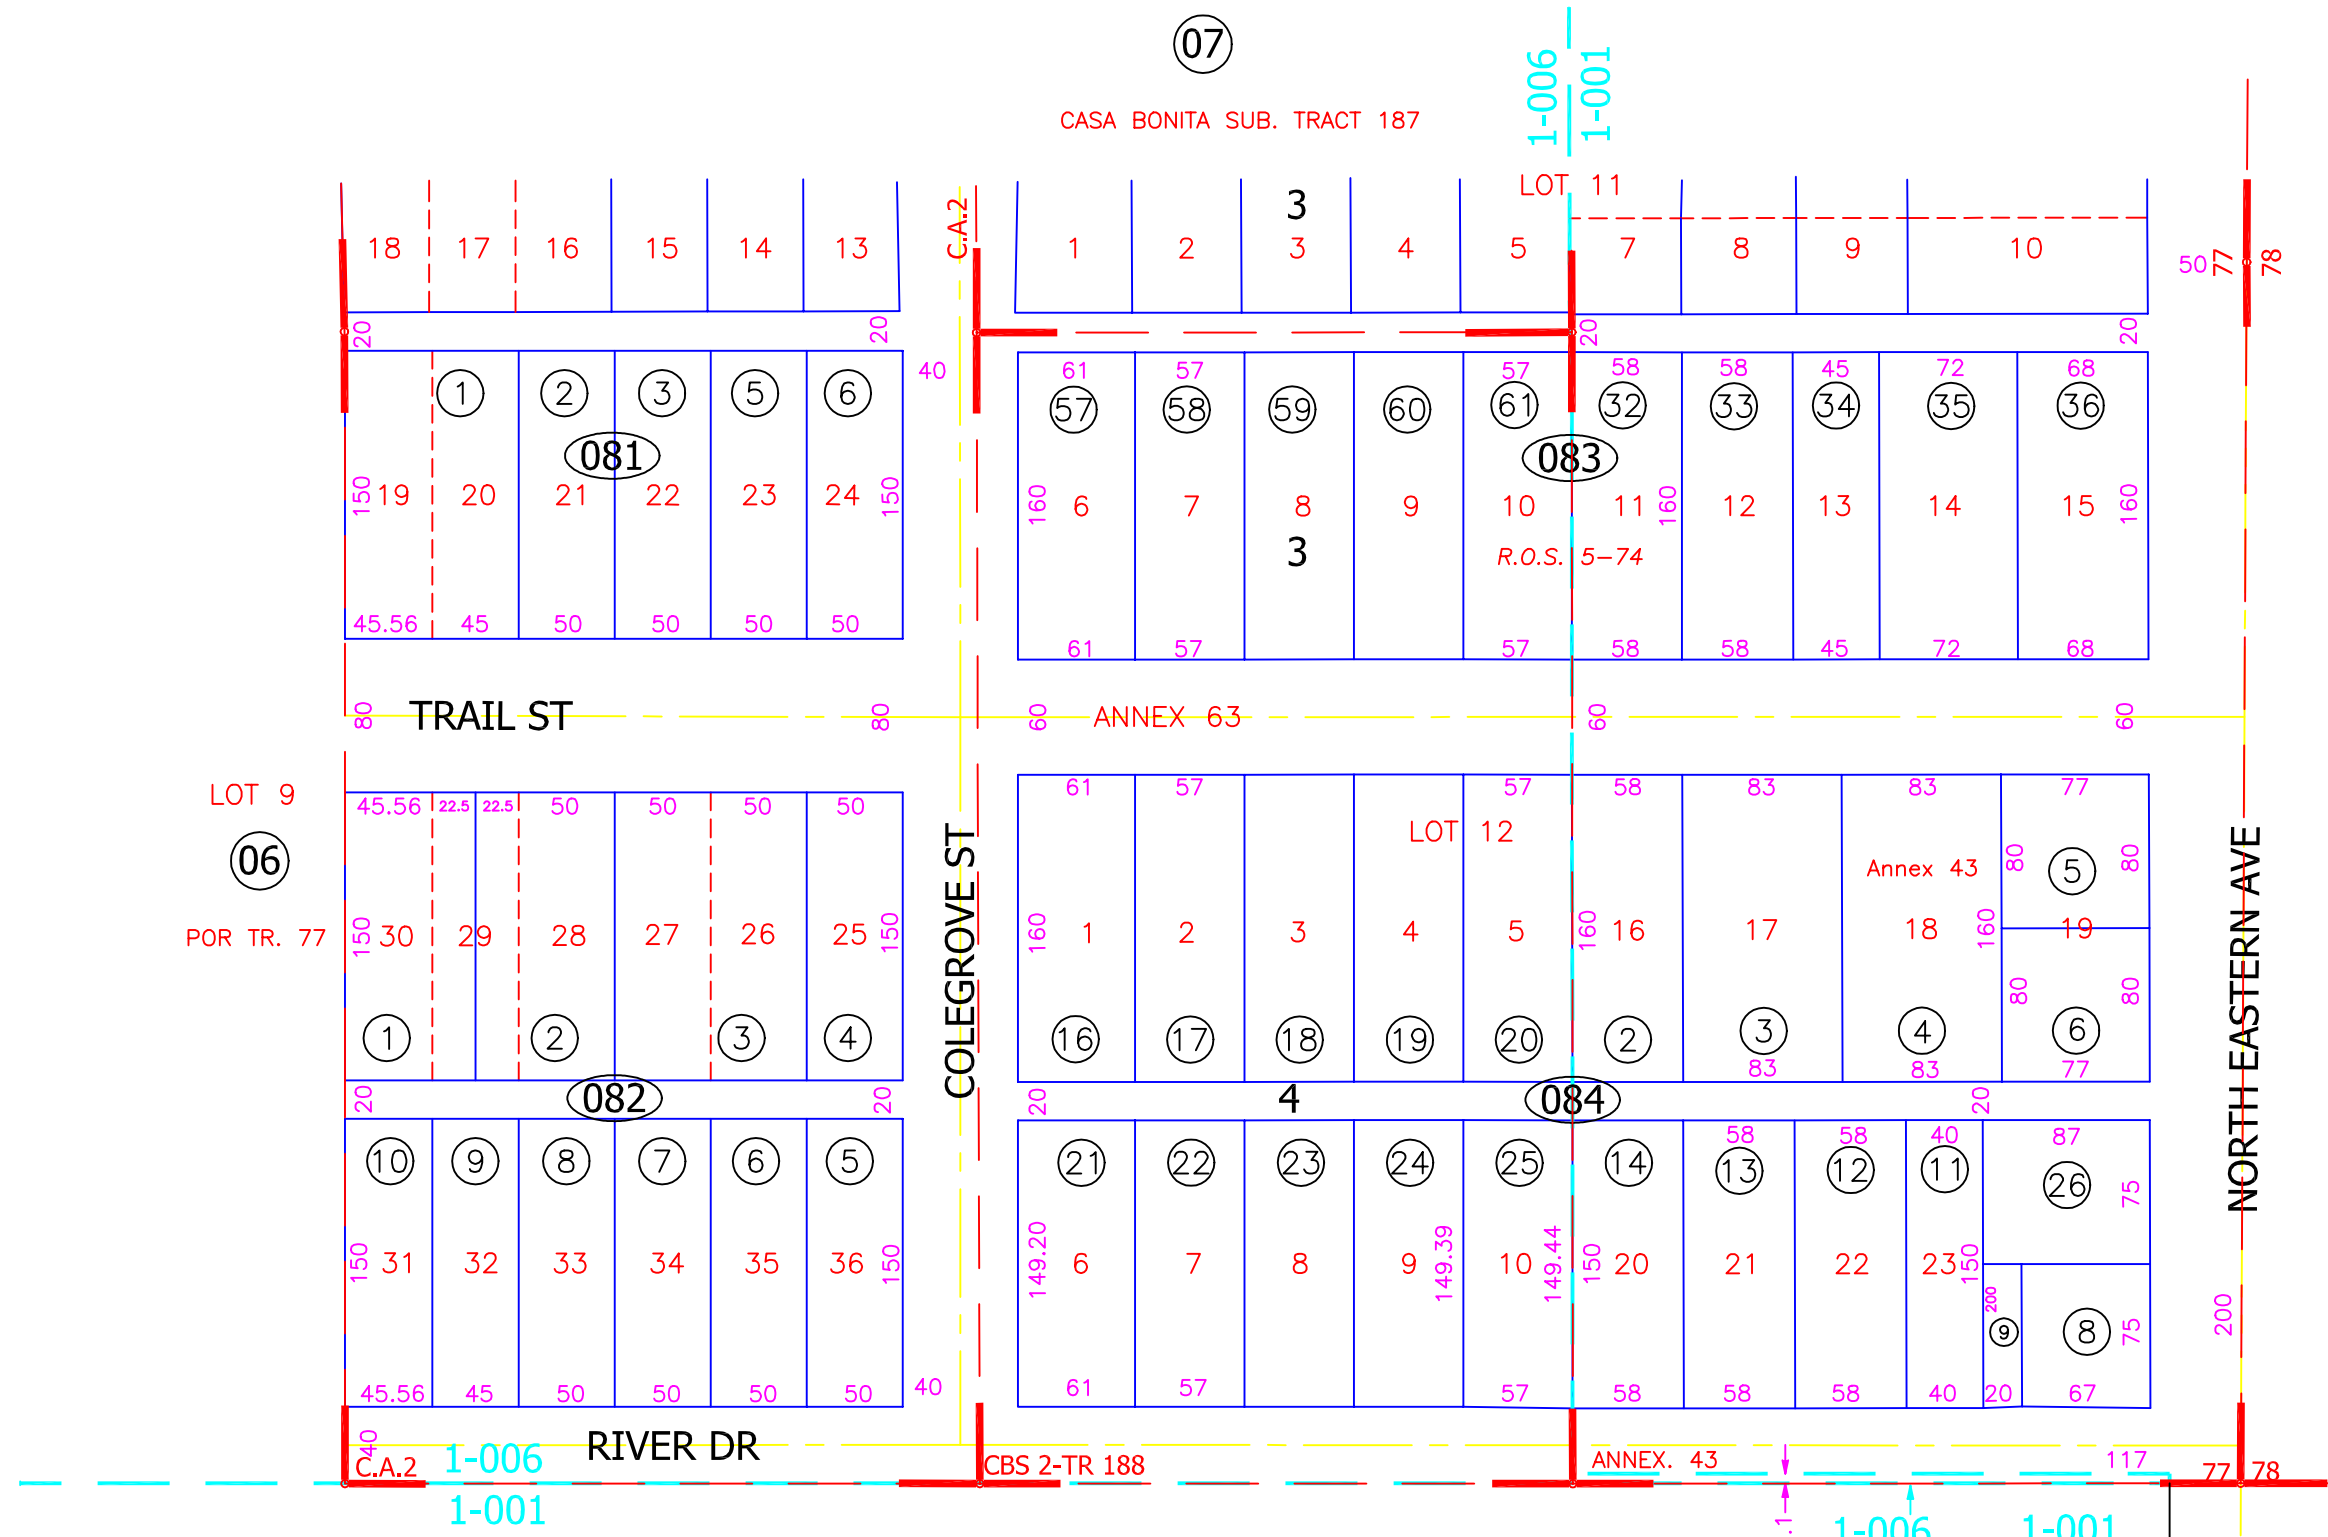 07
1-006
1-001
CASA BONITA SUB. TRACT 187
LOT 11
C.A.2
3
18 17 16 15 14 13 1 2 3 4 5 7 8 9 10
50 77 78
20 20 20 20
40
61 57 57 58 58 45 72 68
1 2 3 5 6 57 58 59 60 61 32 33 34 35 36
081 083
150 19 20 21 22 23 24 150 160 6 7 8 9 10 11 160 12 13 14 15 160
3
R.O.S. 5-74
45.56 45 50 50 50 50 61 57 57 58 58 45 72 68
80 TRAIL ST 80 60 ANNEX 63 60 60
LOT 9
45.56 22.5 22.5 50 50 50 50 61 57 57 58 83 83 77
LOT 12
06
COLEGROVE ST
NORTH EASTERN AVE
Annex 43
80 5 80
POR TR. 77
150 30 29 28 27 26 25 150 160 1 2 3 4 5 160 16 17 18 160 19
80 80
1 2 3 4 16 17 18 19 20 2 3 4 6
83 83 77
20 082 20 20 4 084 20
58 58 40 87
10 9 8 7 6 5 21 22 23 24 25 14 13 12 11 26
75
150 31 32 33 34 35 36 150 149.20 6 7 8 9 149.39 10 149.44 150 20 21 22 23 150
200 9 8 75 200
45.56 45 50 50 50 50 40 61 57 57 58 58 58 40 20 67
40 RIVER DR
C.A.2 1-006 CBS 2-TR 188 ANNEX. 43 117 77 78
1-001 .1 1-006 1-001